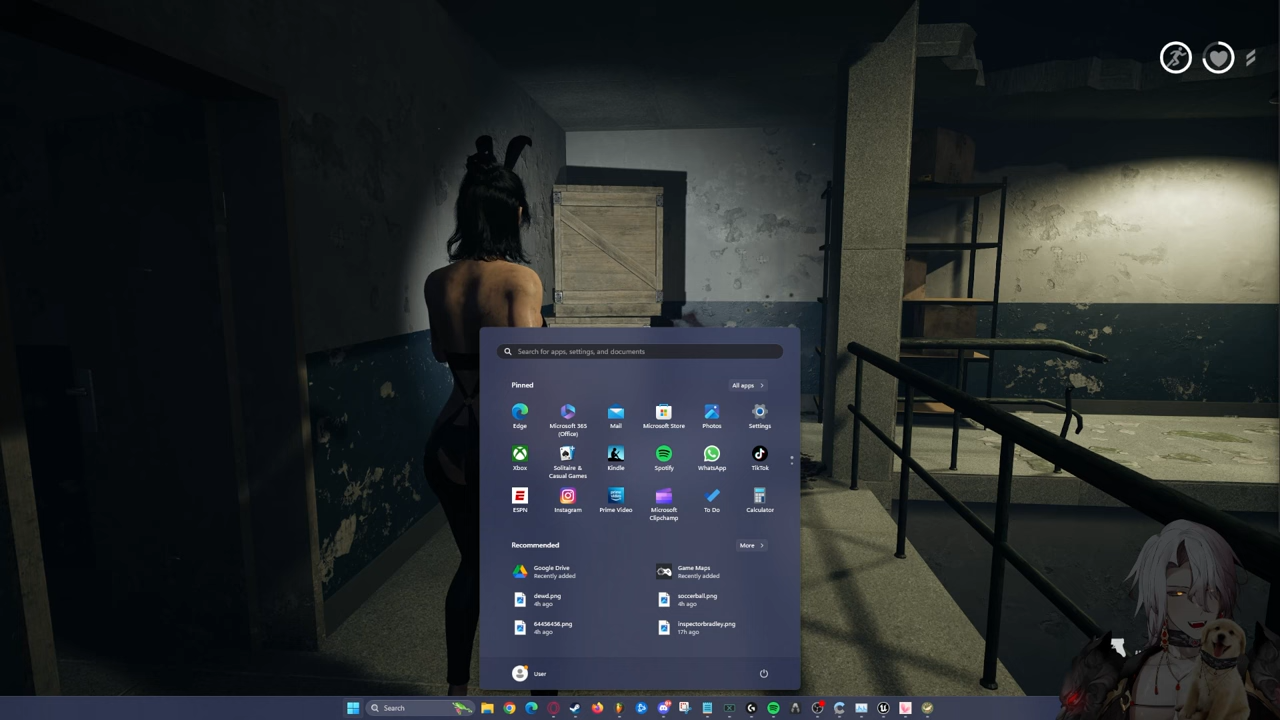 Search for apps, settings, and documents
Pinned
All apps
Edge
Microsoft 365
(Office)
Mail
Microsoft Store
Photos
Settings
Xbox
Solitaire &
Casual Games
Kindle
Spotify
WhatsApp
TikTok
ESPN
Instagram
Prime Video
Microsoft
Clipchamp
To Do
Calculator
Recommended
More
Google Drive
Recently added
Game Maps
Recently added
dewd.png
4h ago
soccerball.png
4h ago
64456456.png
4h ago
inspectorbradley.png
17h ago
User
Search